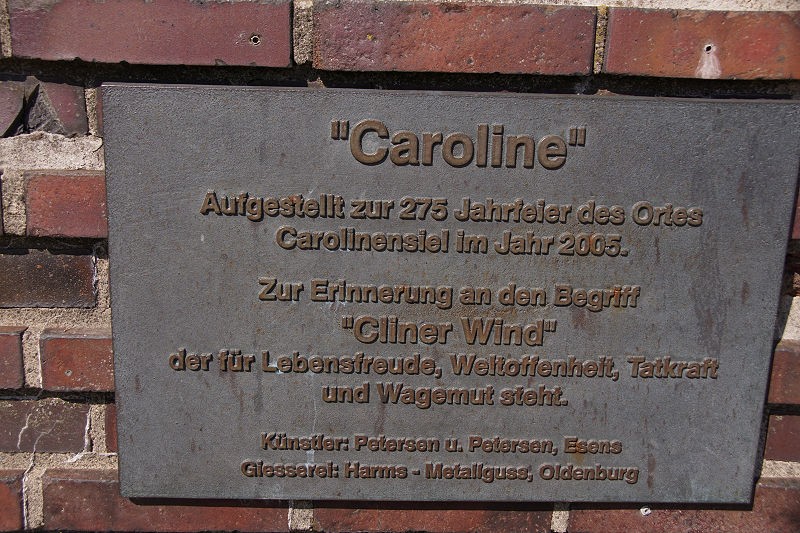 "Caroline"
Aufgestellt zur 275 Jahrfeier des Ortes
Carolinensiel im Jahr 2005.
Zur Erinnerung an den Begriff
"Cliner Wind"
der für Lebensfreude, Weltoffenheit, Tatkraft
und Wagemut steht.
Künstler: Petersen u. Petersen, Esens
Giesserei: Harms - Metallguss, Oldenburg